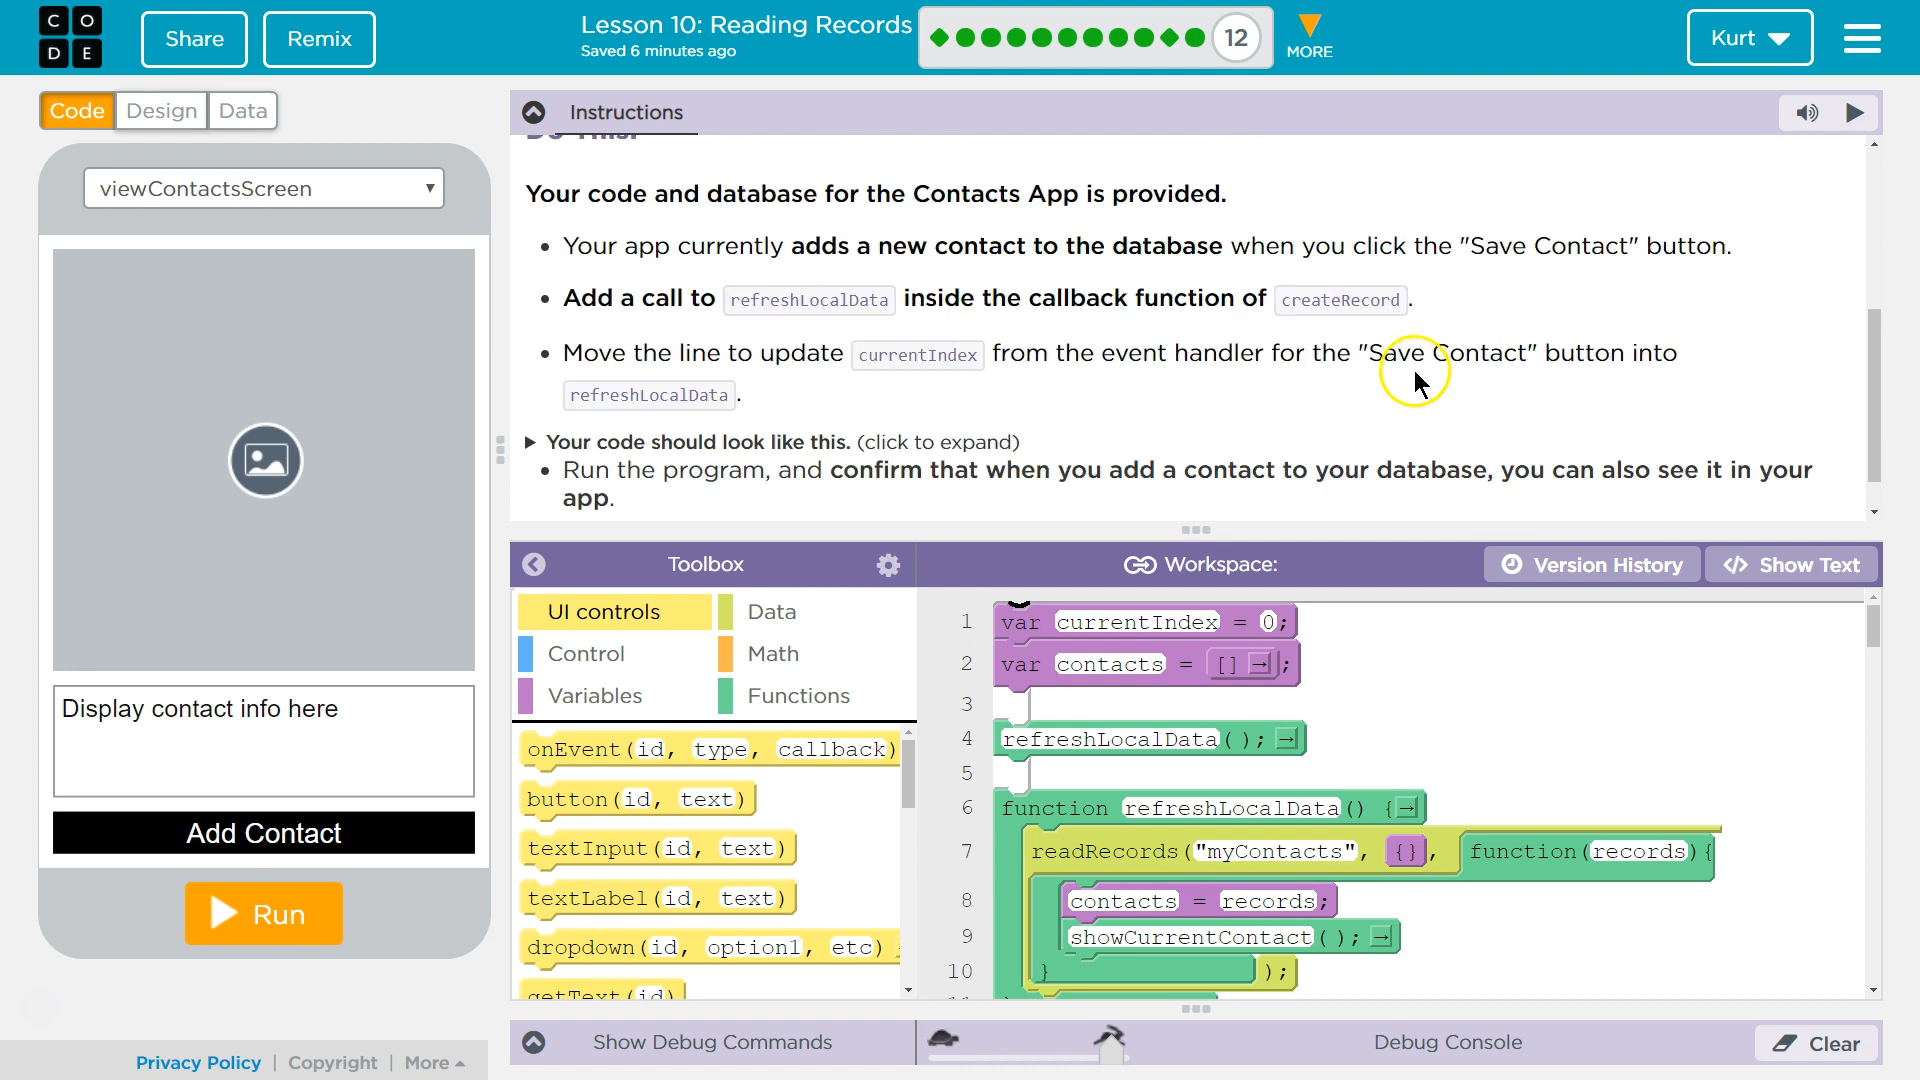 C O
D E
Share
Remix
Lesson 10: Reading Records
Saved 6 minutes ago
12
MORE
Kurt
Code
Design
Data
viewContactsScreen
Display contact info here
Add Contact
Run
Privacy Policy | Copyright | More
Instructions
Do This:
Your code and database for the Contacts App is provided.
• Your app currently adds a new contact to the database when you click the "Save Contact" button.
• Add a call to refreshLocalData inside the callback function of createRecord.
• Move the line to update currentIndex from the event handler for the "Save Contact" button into
refreshLocalData.
Your code should look like this. (click to expand)
• Run the program, and confirm that when you add a contact to your database, you can also see it in your
app.
Toolbox
Workspace:
Version History
</> Show Text
UI controls
Data
Control
Math
Variables
Functions
onEvent(id, type, callback)
button(id, text)
textInput(id, text)
textLabel(id, text)
dropdown(id, option1, etc)
getText(id)
1 var currentIndex = 0;
2 var contacts = [] → ;
3
4 refreshLocalData(); →
5
6 function refreshLocalData() { →
7 readRecords("myContacts", {}, function(records){
8 contacts = records;
9 showCurrentContact(); →
10 } );
Show Debug Commands
Debug Console
Clear